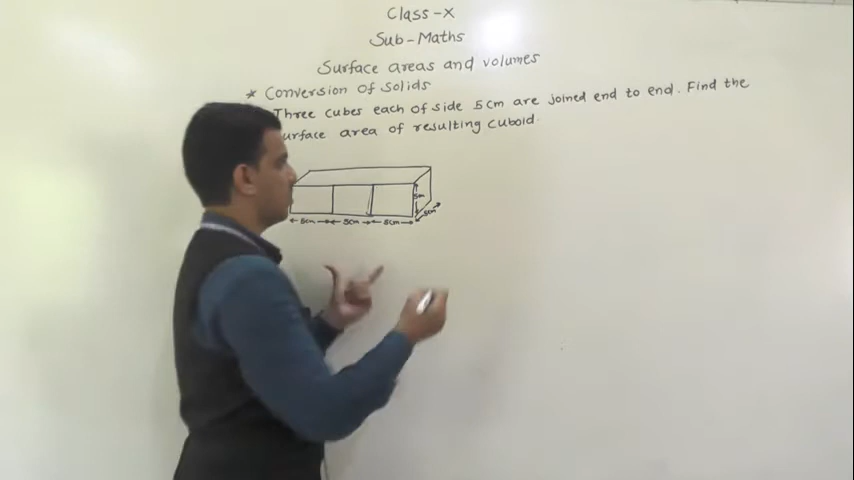 Class-X
Sub-Maths
Surface areas and volumes
* Conversion of Solids
Three cubes each of side 5cm are joined end to end. Find the
urface area of resulting cuboid.
5cm
5cm
5cm 5cm 5cm